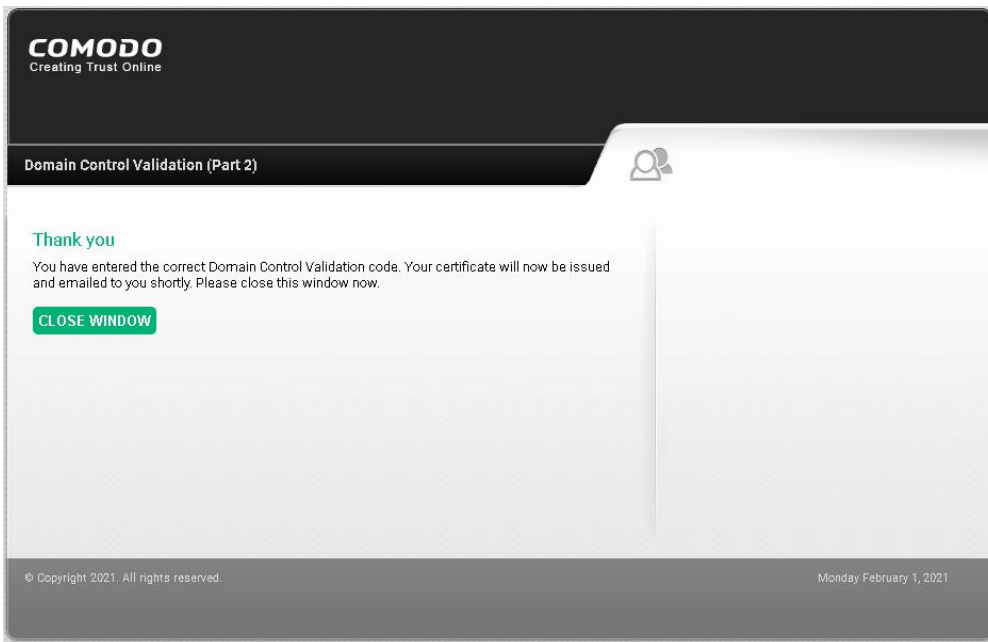 COMODO
Creating Trust Online
Domain Control Validation (Part 2)
Thank you
You have entered the correct Domain Control Validation code. Your certificate will now be issued
and emailed to you shortly. Please close this window now.
CLOSE WINDOW
© Copyright 2021. All rights reserved.
Monday February 1, 2021